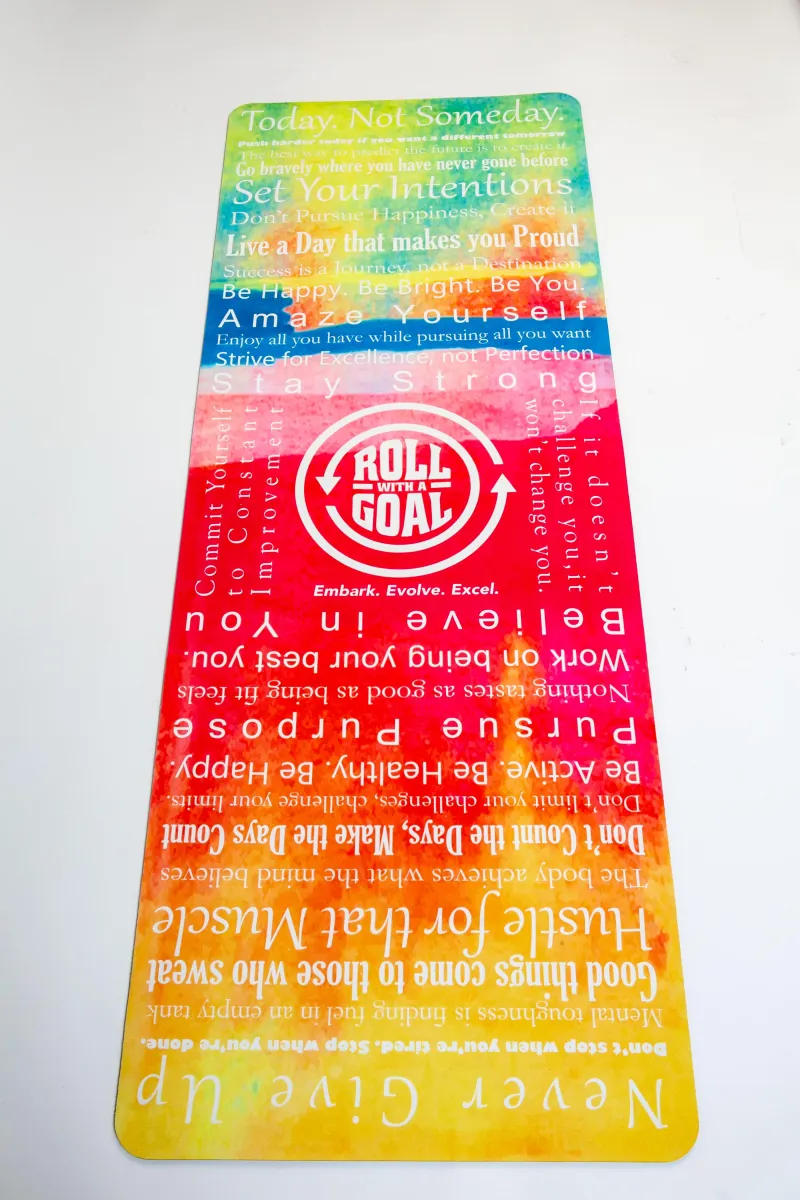 Today. Not Someday.
Push harder today if you want a different tomorrow
The best way to predict the future is to create it.
Go bravely where you have never gone before
Set Your Intentions
Don't Pursue Happiness, Create it
Live a Day that makes you Proud
Success is a Journey, not a Destination
Be Happy. Be Bright. Be You.
Amaze Yourself
Enjoy all you have while pursuing all you want
Strive for Excellence, not Perfection
Stay Strong
Commit Yourself
to Constant
Improvement
ROLL
WITH A
GOAL
Embark. Evolve. Excel.
If it doesn't
challenge you,it
won't change you.
Never Give Up
Don't stop when you're tired. Stop when you're done.
Mental toughness is finding fuel in an empty tank
Good things come to those who sweat
Hustle for that Muscle
The body achieves what the mind believes
Don't Count the Days, Make the Days Count
Don't limit your challenges, challenge your limits.
Be Active. Be Healthy. Be Happy.
Pursue Purpose
Nothing tastes as good as being fit feels
Work on being your best you.
Believe in You